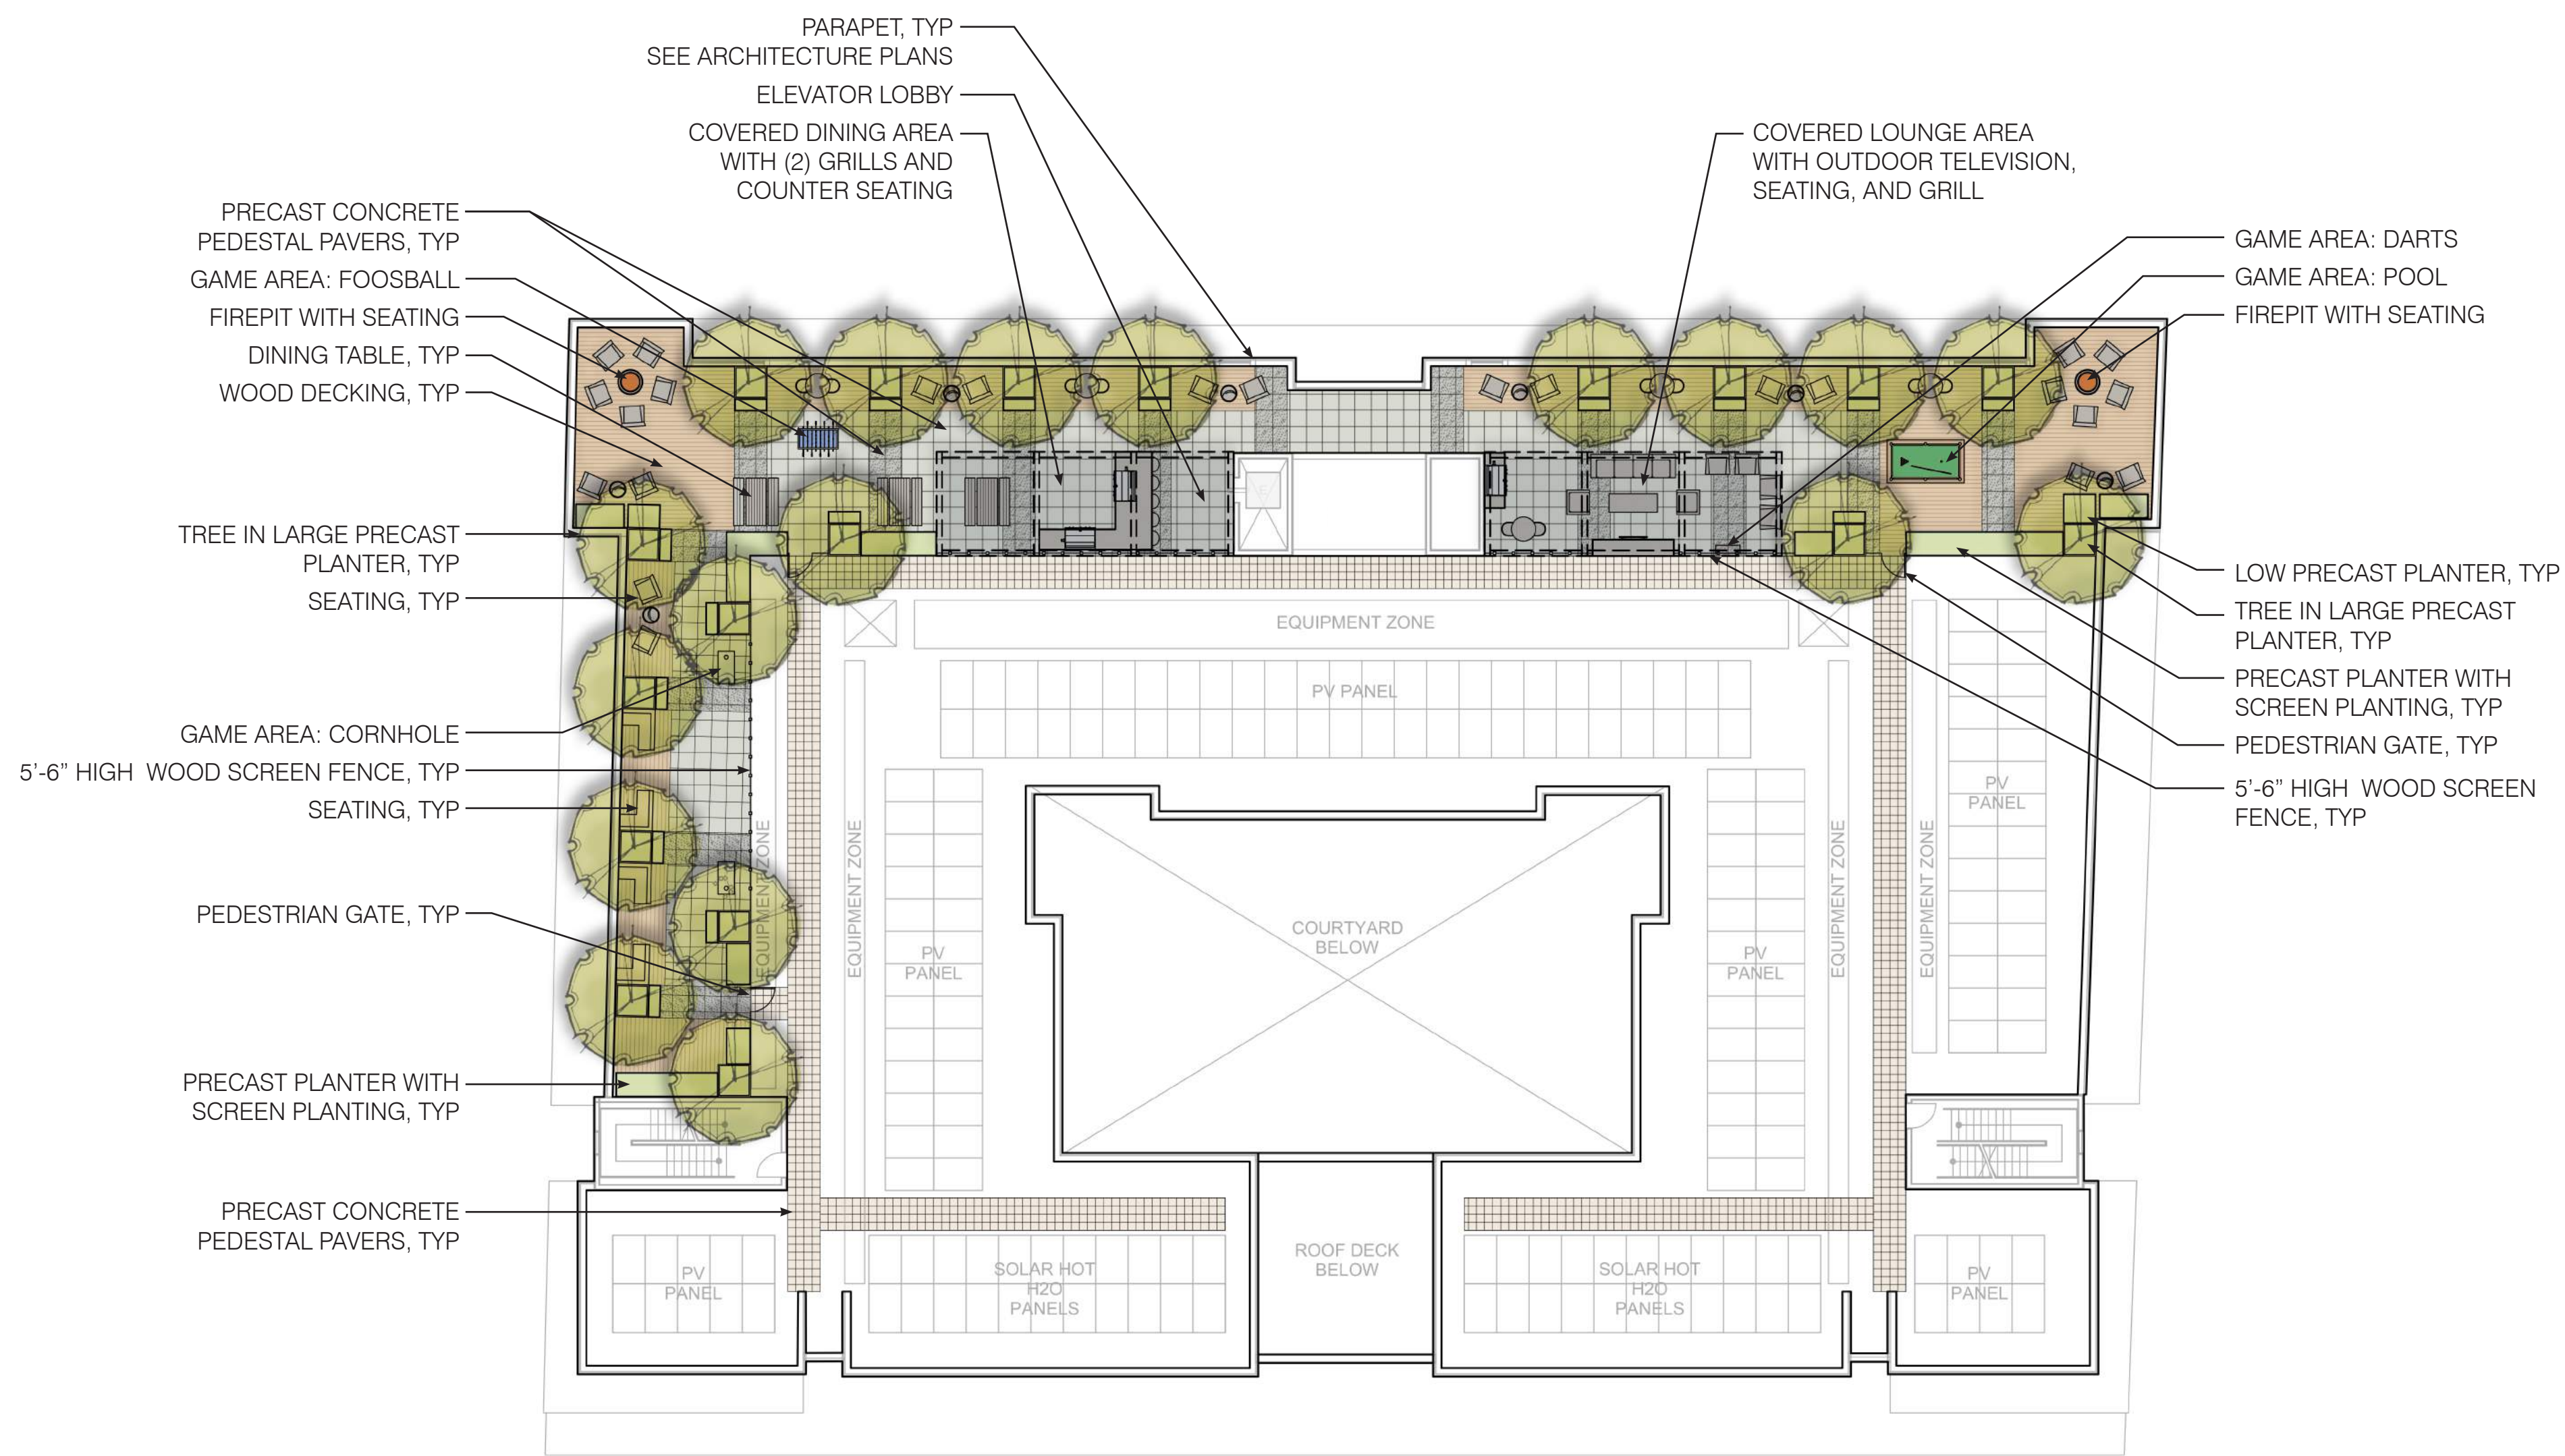 PARAPET, TYP
SEE ARCHITECTURE PLANS
ELEVATOR LOBBY
COVERED DINING AREA
WITH (2) GRILLS AND
COUNTER SEATING
PRECAST CONCRETE
PEDESTAL PAVERS, TYP
GAME AREA: FOOSBALL
FIREPIT WITH SEATING
DINING TABLE, TYP
WOOD DECKING, TYP
TREE IN LARGE PRECAST
PLANTER, TYP
SEATING, TYP
GAME AREA: CORNHOLE
5’-6” HIGH WOOD SCREEN FENCE, TYP
SEATING, TYP
PEDESTRIAN GATE, TYP
PRECAST PLANTER WITH
SCREEN PLANTING, TYP
PRECAST CONCRETE
PEDESTAL PAVERS, TYP
COVERED LOUNGE AREA
WITH OUTDOOR TELEVISION,
SEATING, AND GRILL
GAME AREA: DARTS
GAME AREA: POOL
FIREPIT WITH SEATING
LOW PRECAST PLANTER, TYP
TREE IN LARGE PRECAST
PLANTER, TYP
PRECAST PLANTER WITH
SCREEN PLANTING, TYP
PEDESTRIAN GATE, TYP
5’-6” HIGH WOOD SCREEN
FENCE, TYP
EQUIPMENT ZONE
PV PANEL
EQUIPMENT ZONE
EQUIPMENT ZONE
PV
PANEL
COURTYARD
BELOW
PV
PANEL
EQUIPMENT ZONE
EQUIPMENT ZONE
PV
PANEL
PV
PANEL
SOLAR HOT
H2O
PANELS
ROOF DECK
BELOW
SOLAR HOT
H2O
PANELS
PV
PANEL